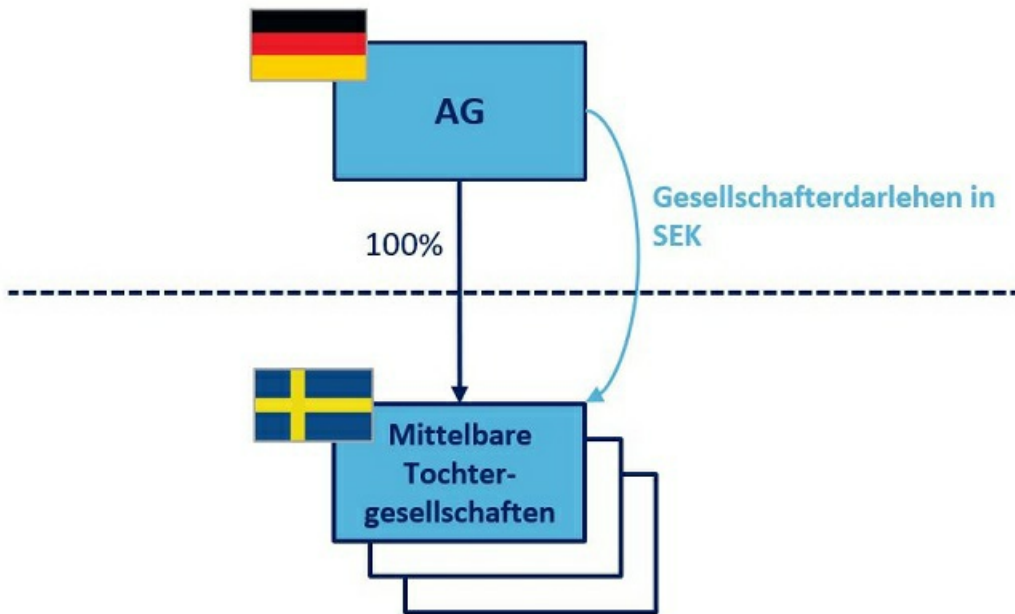 AG
Gesellschafterdarlehen in
SEK
100%
Mittelbare
Tochter-
gesellschaften